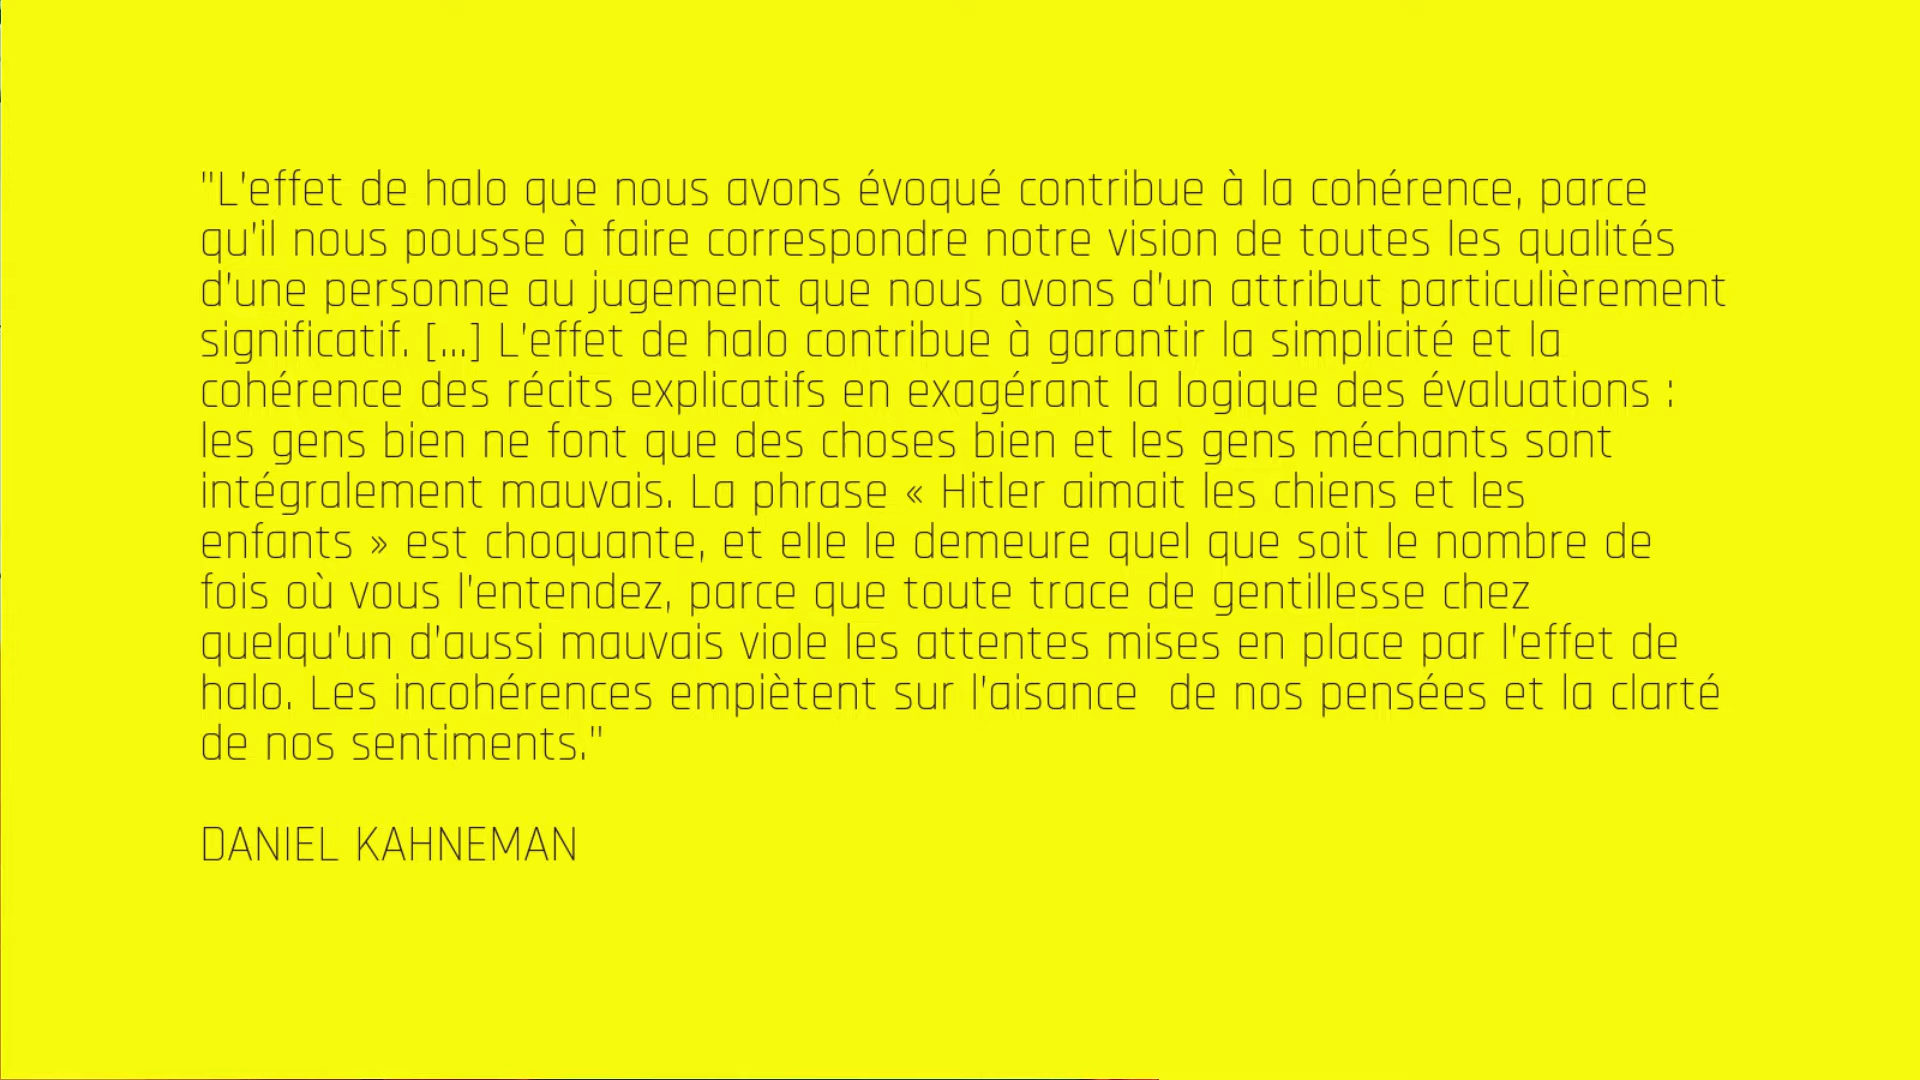 "L'effet de halo que nous avons évoqué contribue à la cohérence, parce
qu'il nous pousse à faire correspondre notre vision de toutes les qualités
d'une personne au jugement que nous avons d'un attribut particulièrement
significatif. [...] L'effet de halo contribue à garantir la simplicité et la
cohérence des récits explicatifs en exagérant la logique des évaluations :
les gens bien ne font que des choses bien et les gens méchants sont
intégralement mauvais. La phrase « Hitler aimait les chiens et les
enfants » est choquante, et elle le demeure quel que soit le nombre de
fois où vous l'entendez, parce que toute trace de gentillesse chez
quelqu'un d'aussi mauvais viole les attentes mises en place par l'effet de
halo. Les incohérences empiètent sur l'aisance  de nos pensées et la clarté
de nos sentiments."
DANIEL KAHNEMAN